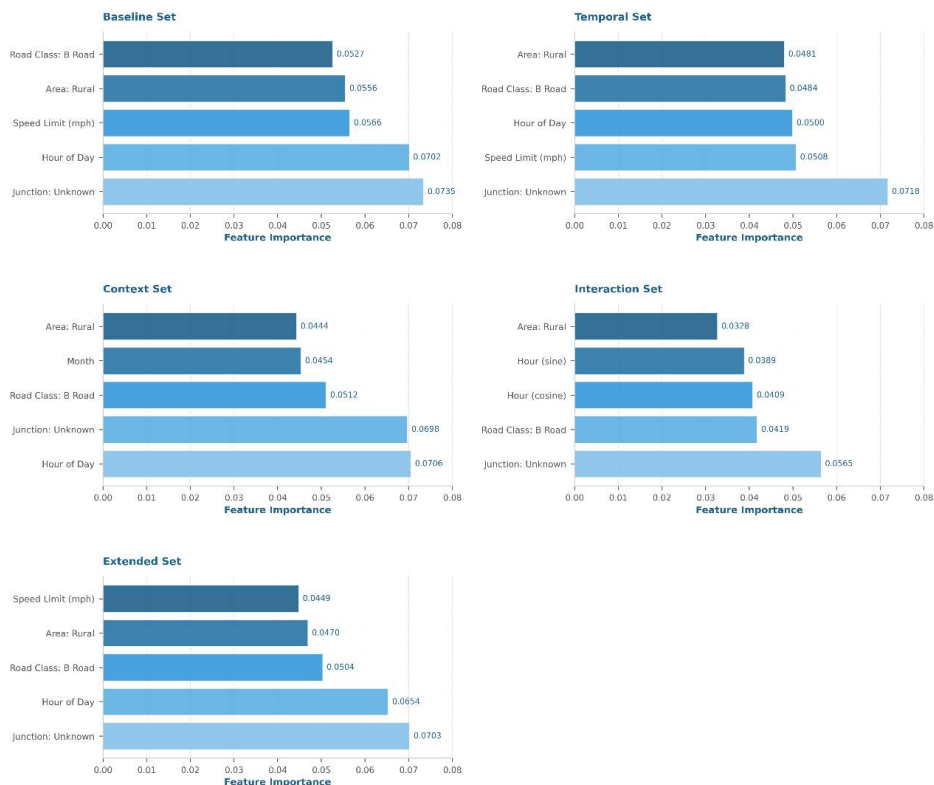 Baseline Set
Road Class: B Road
0.0527
Area: Rural
0.0556
Speed Limit (mph)
0.0566
Hour of Day
0.0702
Junction: Unknown
0.0735
0.00 0.01 0.02 0.03 0.04 0.05 0.06 0.07 0.08
Feature Importance
Temporal Set
Area: Rural
0.0481
Road Class: B Road
0.0484
Hour of Day
0.0500
Speed Limit (mph)
0.0508
Junction: Unknown
0.0718
0.00 0.01 0.02 0.03 0.04 0.05 0.06 0.07 0.08
Feature Importance
Context Set
Area: Rural
0.0444
Month
0.0454
Road Class: B Road
0.0512
Junction: Unknown
0.0698
Hour of Day
0.0706
0.00 0.01 0.02 0.03 0.04 0.05 0.06 0.07 0.08
Feature Importance
Interaction Set
Area: Rural
0.0328
Hour (sine)
0.0389
Hour (cosine)
0.0409
Road Class: B Road
0.0419
Junction: Unknown
0.0565
0.00 0.01 0.02 0.03 0.04 0.05 0.06 0.07 0.08
Feature Importance
Extended Set
Speed Limit (mph)
0.0449
Area: Rural
0.0470
Road Class: B Road
0.0504
Hour of Day
0.0654
Junction: Unknown
0.0703
0.00 0.01 0.02 0.03 0.04 0.05 0.06 0.07 0.08
Feature Importance